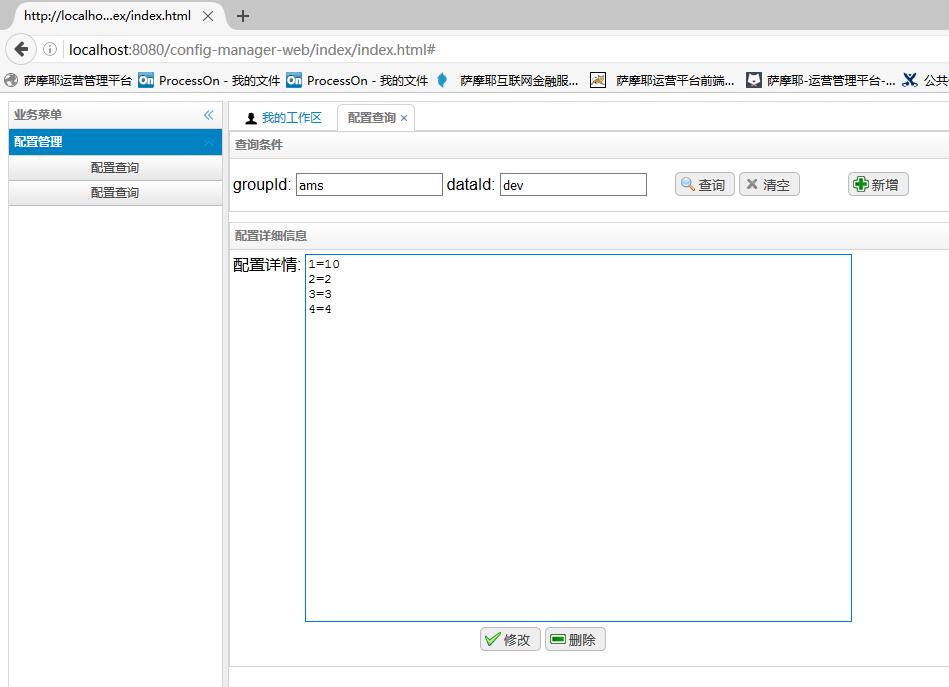 http://localho...ex/index.html
localhost:8080/config-manager-web/index/index.html#
萨摩耶运营管理平台 On ProcessOn - 我的文件 On ProcessOn - 我的文件 萨摩耶互联网金融服... 萨摩耶运营平台前端... 萨摩耶-运营管理平台-... 公共
业务菜单
我的工作区 配置查询
配置管理
查询条件
配置查询
配置查询
groupId: ams dataId: dev 查询 清空 新增
配置详细信息
配置详情: 1=10
2=2
3=3
4=4
修改 删除